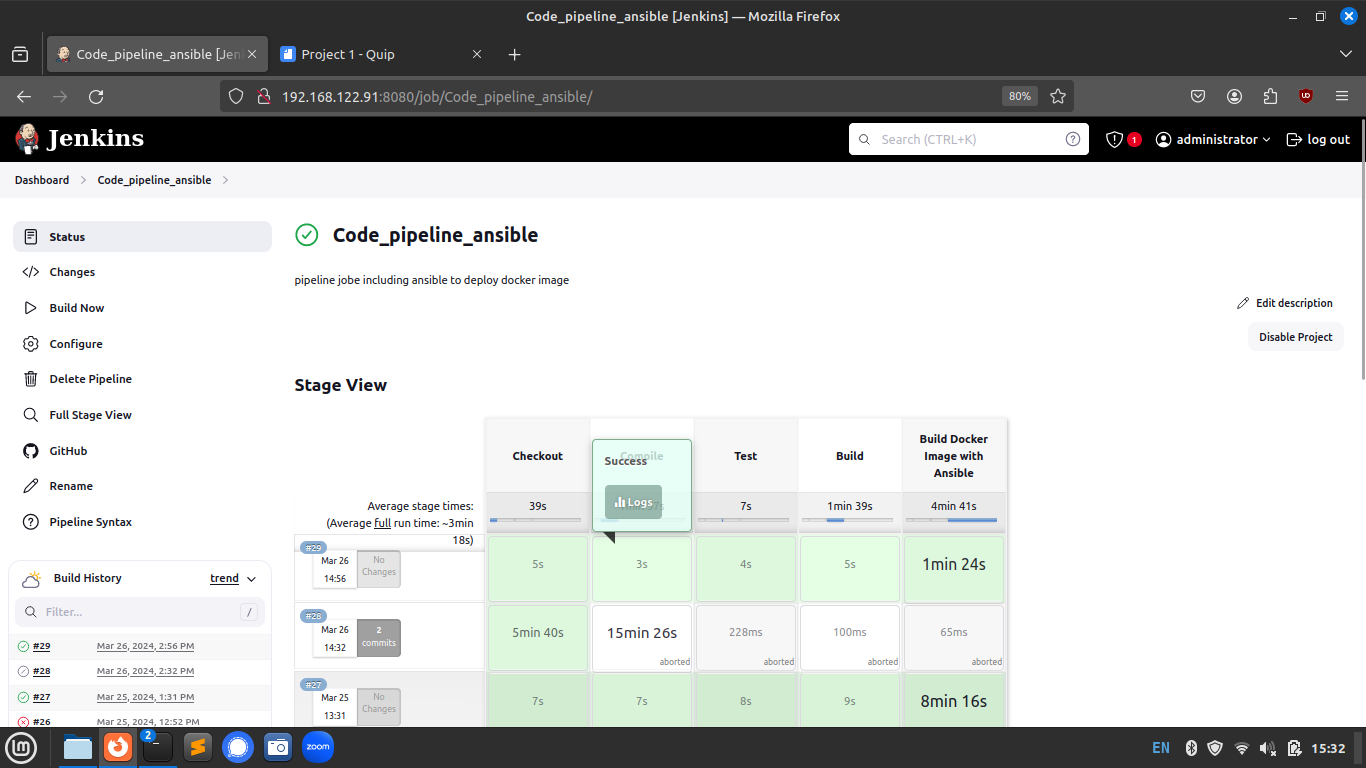 Code_pipeline_ansible [Jenkins] — Mozilla Firefox
Code_pipeline_ansible [Jen
Project 1 - Quip
192.168.122.91:8080/job/Code_pipeline_ansible/
80%
Jenkins
Search (CTRL+K)
1
administrator
log out
Dashboard
Code_pipeline_ansible
Status
Changes
Build Now
Configure
Delete Pipeline
Full Stage View
GitHub
Rename
Pipeline Syntax
Build History
trend
Filter...
/
#29
Mar 26, 2024, 2:56 PM
#28
Mar 26, 2024, 2:32 PM
#27
Mar 25, 2024, 1:31 PM
#26
Mar 25, 2024, 12:52 PM
Code_pipeline_ansible
pipeline jobe including ansible to deploy docker image
Edit description
Disable Project
Stage View
Checkout
Compile
Test
Build
Build Docker
Image with
Ansible
Success
Logs
Average stage times:
(Average full run time: ~3min
18s)
39s
7s
1min 39s
4min 41s
#29
Mar 26
14:56
No
Changes
5s
3s
4s
5s
1min 24s
#28
Mar 26
14:32
2
commits
5min 40s
15min 26s
aborted
228ms
aborted
100ms
aborted
65ms
aborted
#27
Mar 25
13:31
No
Changes
7s
7s
8s
9s
8min 16s
2
zoom
EN
15:32